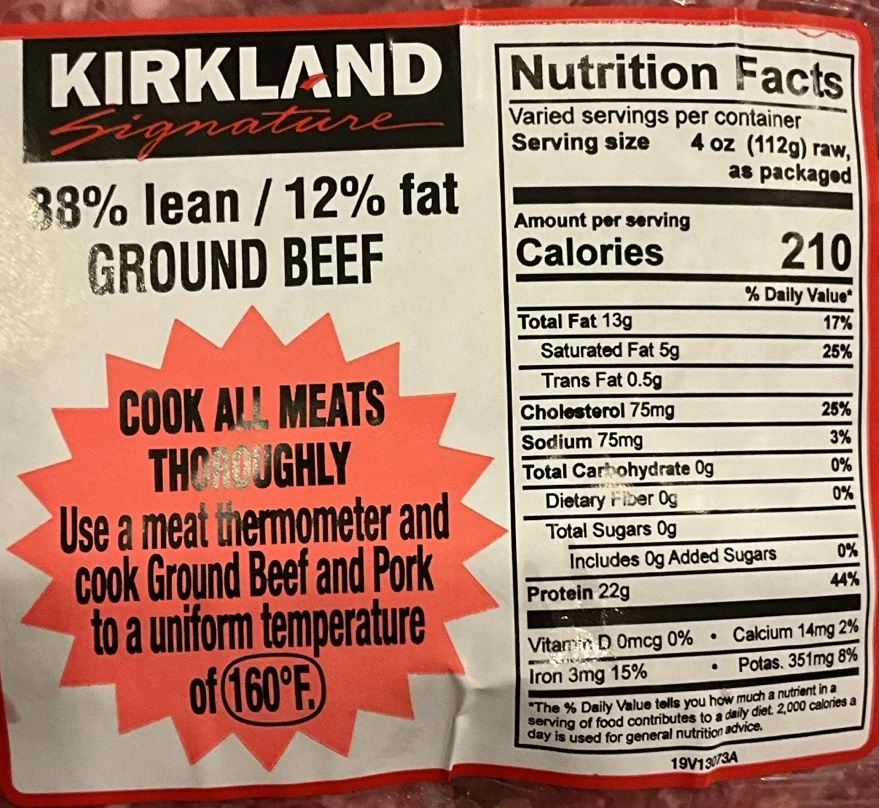 KIRKLAND
Signature
88% lean / 12% fat
GROUND BEEF
COOK ALL MEATS
THOROUGHLY
Use a meat thermometer and
cook Ground Beef and Pork
to a uniform temperature
of 160°F.
Nutrition Facts
Varied servings per container
Serving size 4 oz (112g) raw,
as packaged
Amount per serving
Calories 210
% Daily Value*
Total Fat 13g 17%
Saturated Fat 5g 25%
Trans Fat 0.5g
Cholesterol 75mg 25%
Sodium 75mg 3%
Total Carbohydrate 0g 0%
Dietary Fiber 0g 0%
Total Sugars 0g
Includes 0g Added Sugars 0%
Protein 22g 44%
Vitamin D 0mcg 0% • Calcium 14mg 2%
Iron 3mg 15% • Potas. 351mg 8%
*The % Daily Value tells you how much a nutrient in a
serving of food contributes to a daily diet. 2,000 calories a
day is used for general nutrition advice.
19V13073A